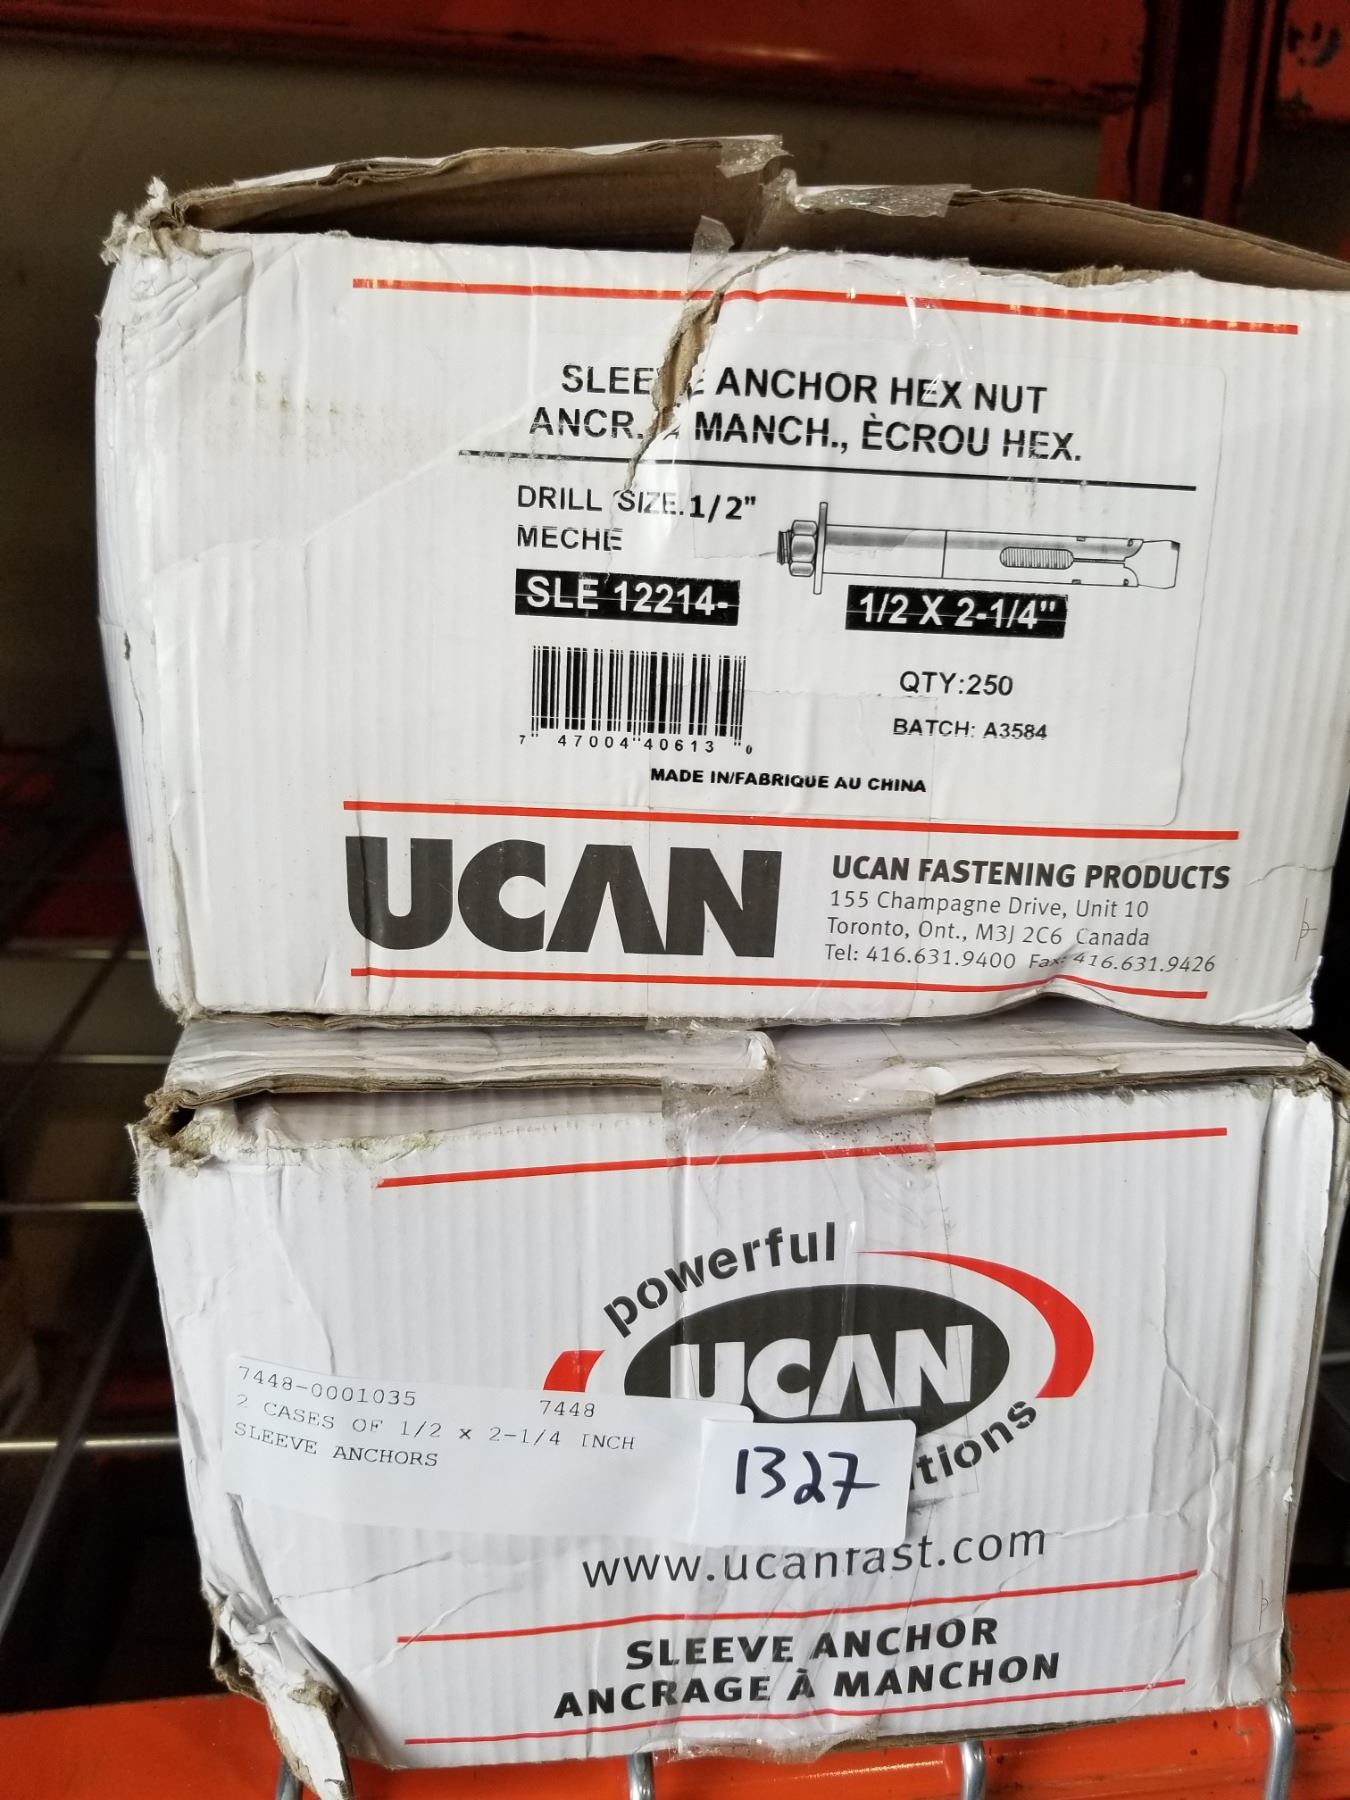 SLEEVE ANCHOR HEX NUT
ANCR. À MANCH., ÈCROU HEX.
DRILL SIZE.1/2"
MECHE
SLE 12214-
1/2 X 2-1/4"
QTY:250
BATCH: A3584
7 47004 40613 0
MADE IN/FABRIQUE AU CHINA
UCAN
UCAN FASTENING PRODUCTS
155 Champagne Drive, Unit 10
Toronto, Ont., M3J 2C6 Canada
Tel: 416.631.9400 Fax: 416.631.9426
powerful
UCAN
tions
7448-0001035 7448
2 CASES OF 1/2 x 2-1/4 INCH
SLEEVE ANCHORS
1327
www.ucanfast.com
SLEEVE ANCHOR
ANCRAGE À MANCHON